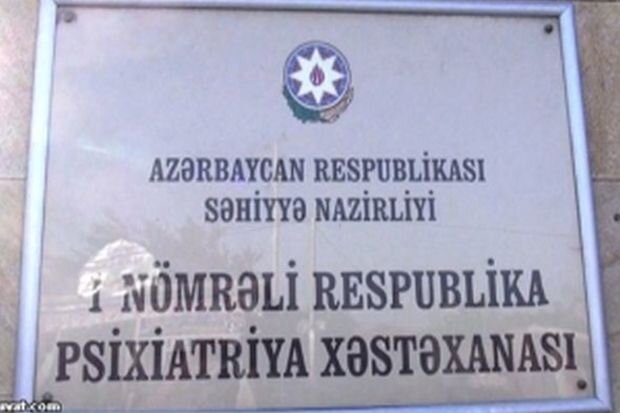 AZƏRBAYCAN RESPUBLİKASI
SƏHİYYƏ NAZİRLİYİ
1 NÖMRƏLİ RESPUBLİKA
PSİXİATRİYA XƏSTƏXANASI